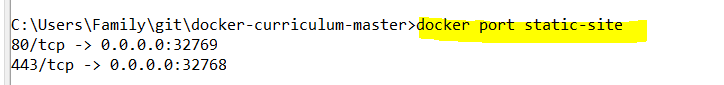 C:\Users\Family\git\docker-curriculum-master>docker port static-site
80/tcp -> 0.0.0.0:32769
443/tcp -> 0.0.0.0:32768